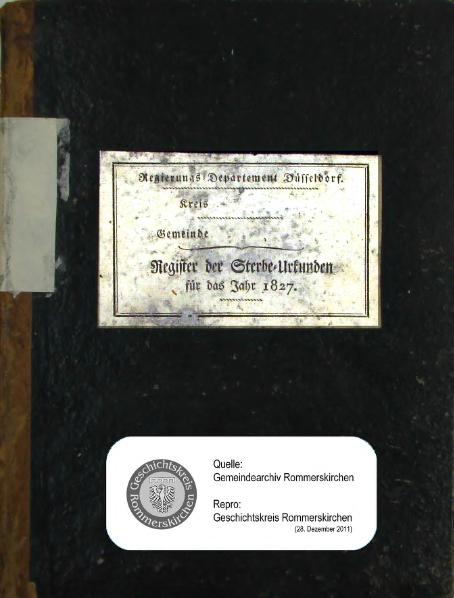 Regierungs Departement Düsseldorf.
Kreis
Gemeinde
Register der Sterbe-Urkunden
für das Jahr 1827.
Geschichtskreis
Rommerskirchen
Quelle:
Gemeindearchiv Rommerskirchen
Repro:
Geschichtskreis Rommerskirchen
(28. Dezember 2011)